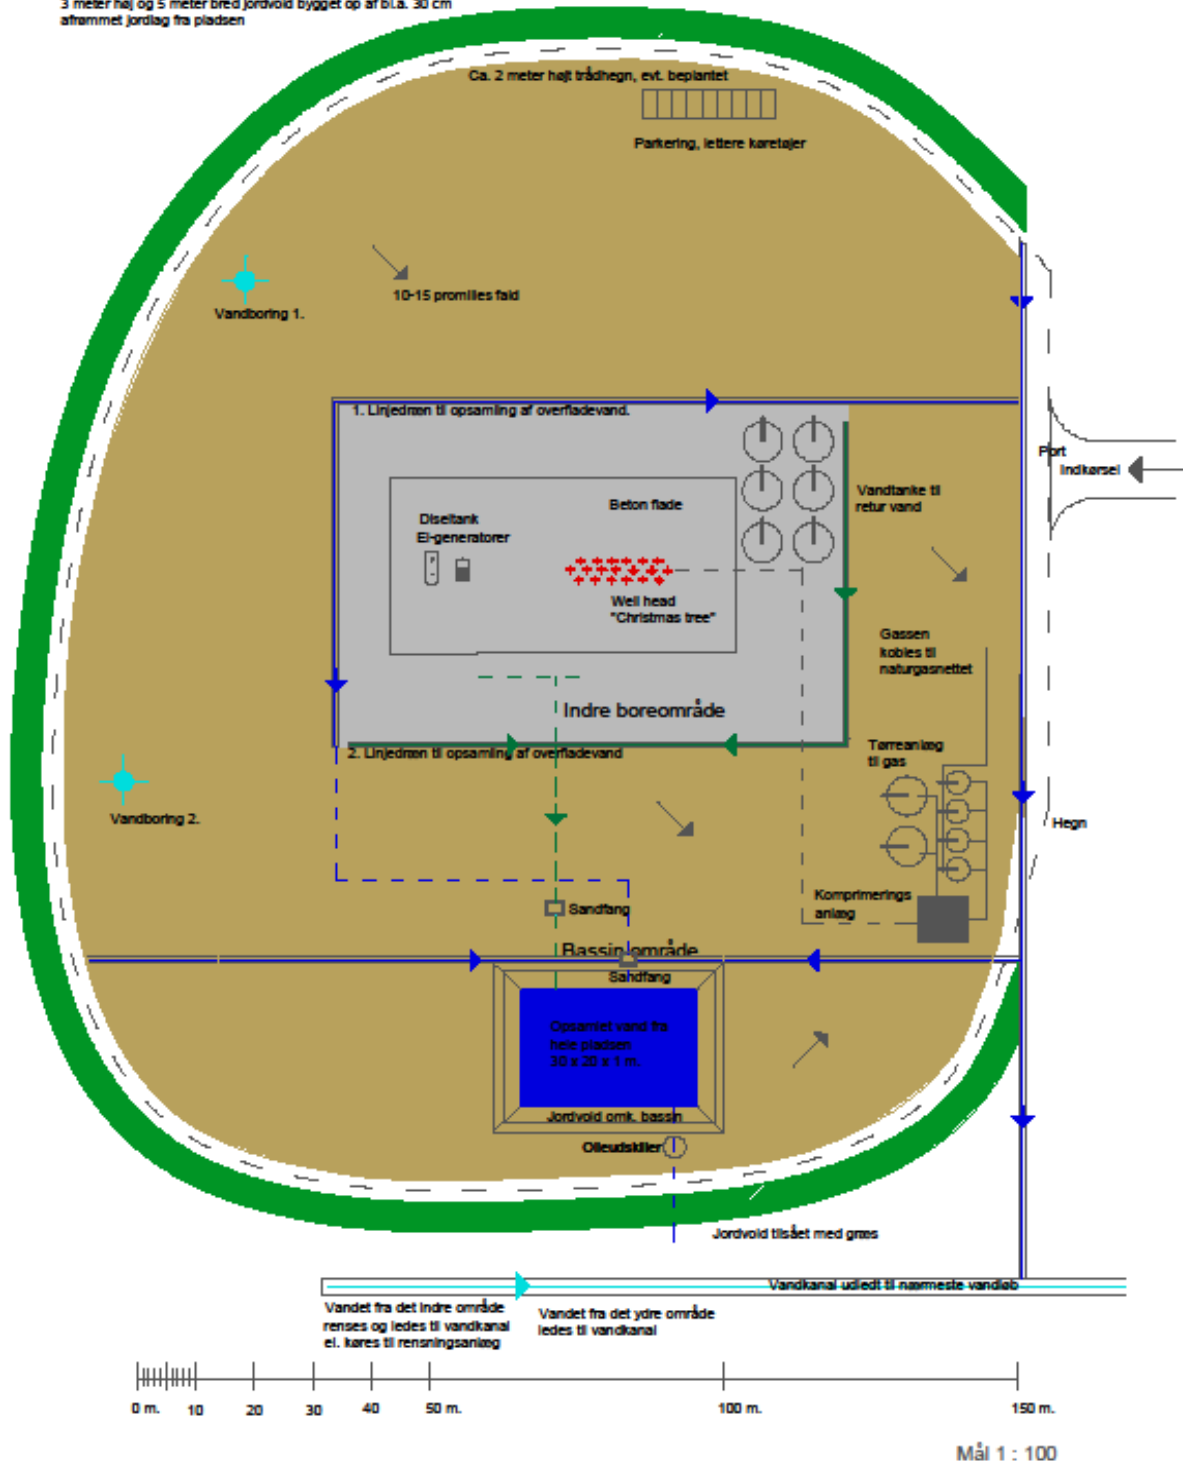 3 meter høj og 5 meter bred jordvold bygget op af bl.a. 30 cm
afrømmet jordlag fra pladsen
Ca. 2 meter højt trådhegn, evt. beplantet
Parkering, lettere køretøjer
10-15 promilles fald
Vandboring 1.
1. Linjedræn til opsamling af overfladevand.
Port
Indkørsel
Beton flade
Vandtanke til
retur vand
Diseltank
El-generatorer
Well head
"Christmas tree"
Gassen
kobles til
naturgasnettet
Indre boreområde
2. Linjedræn til opsamling af overfladevand
Tørreanlæg
til gas
Vandboring 2.
Hegn
Komprimerings
anlæg
Sandfang
Bassin område
Sandfang
Opsamlet vand fra
hele pladsen
30 x 20 x 1 m.
Jordvold omk. bassin
Olieudskiller
Jordvold tilsået med græs
Vandkanal udledt til nærmeste vandløb
Vandet fra det indre område
renses og ledes til vandkanal
el. køres til rensningsanlæg
Vandet fra det ydre område
ledes til vandkanal
0 m. 10 20 30 40 50 m. 100 m. 150 m.
Mål 1 : 100